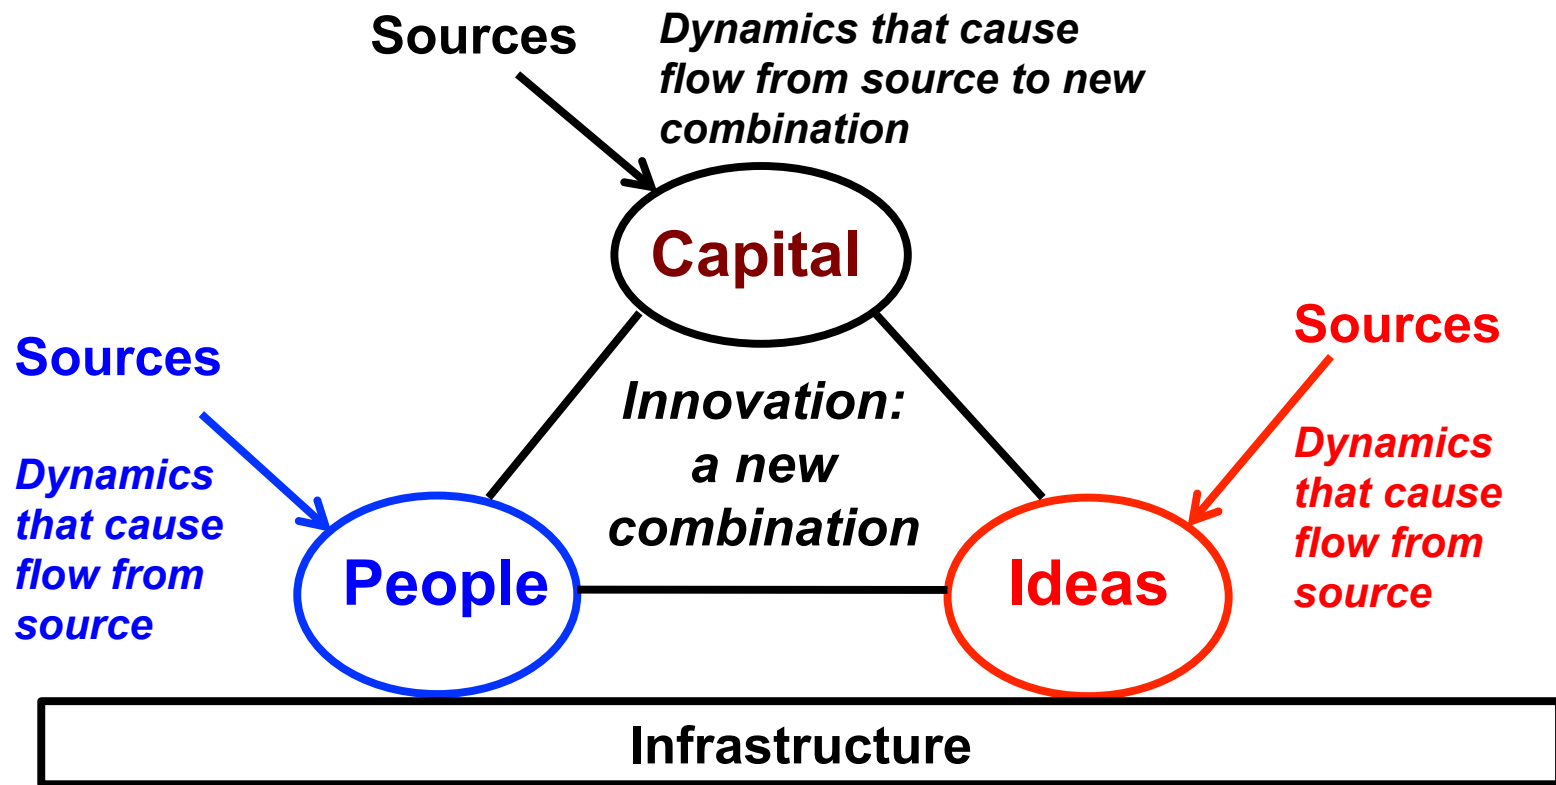 Sources
Dynamics that cause
flow from source to new
combination
Capital
Sources
Dynamics
that cause
flow from
source
Innovation:
a new
combination
Sources
Dynamics
that cause
flow from
source
People
Ideas
Infrastructure